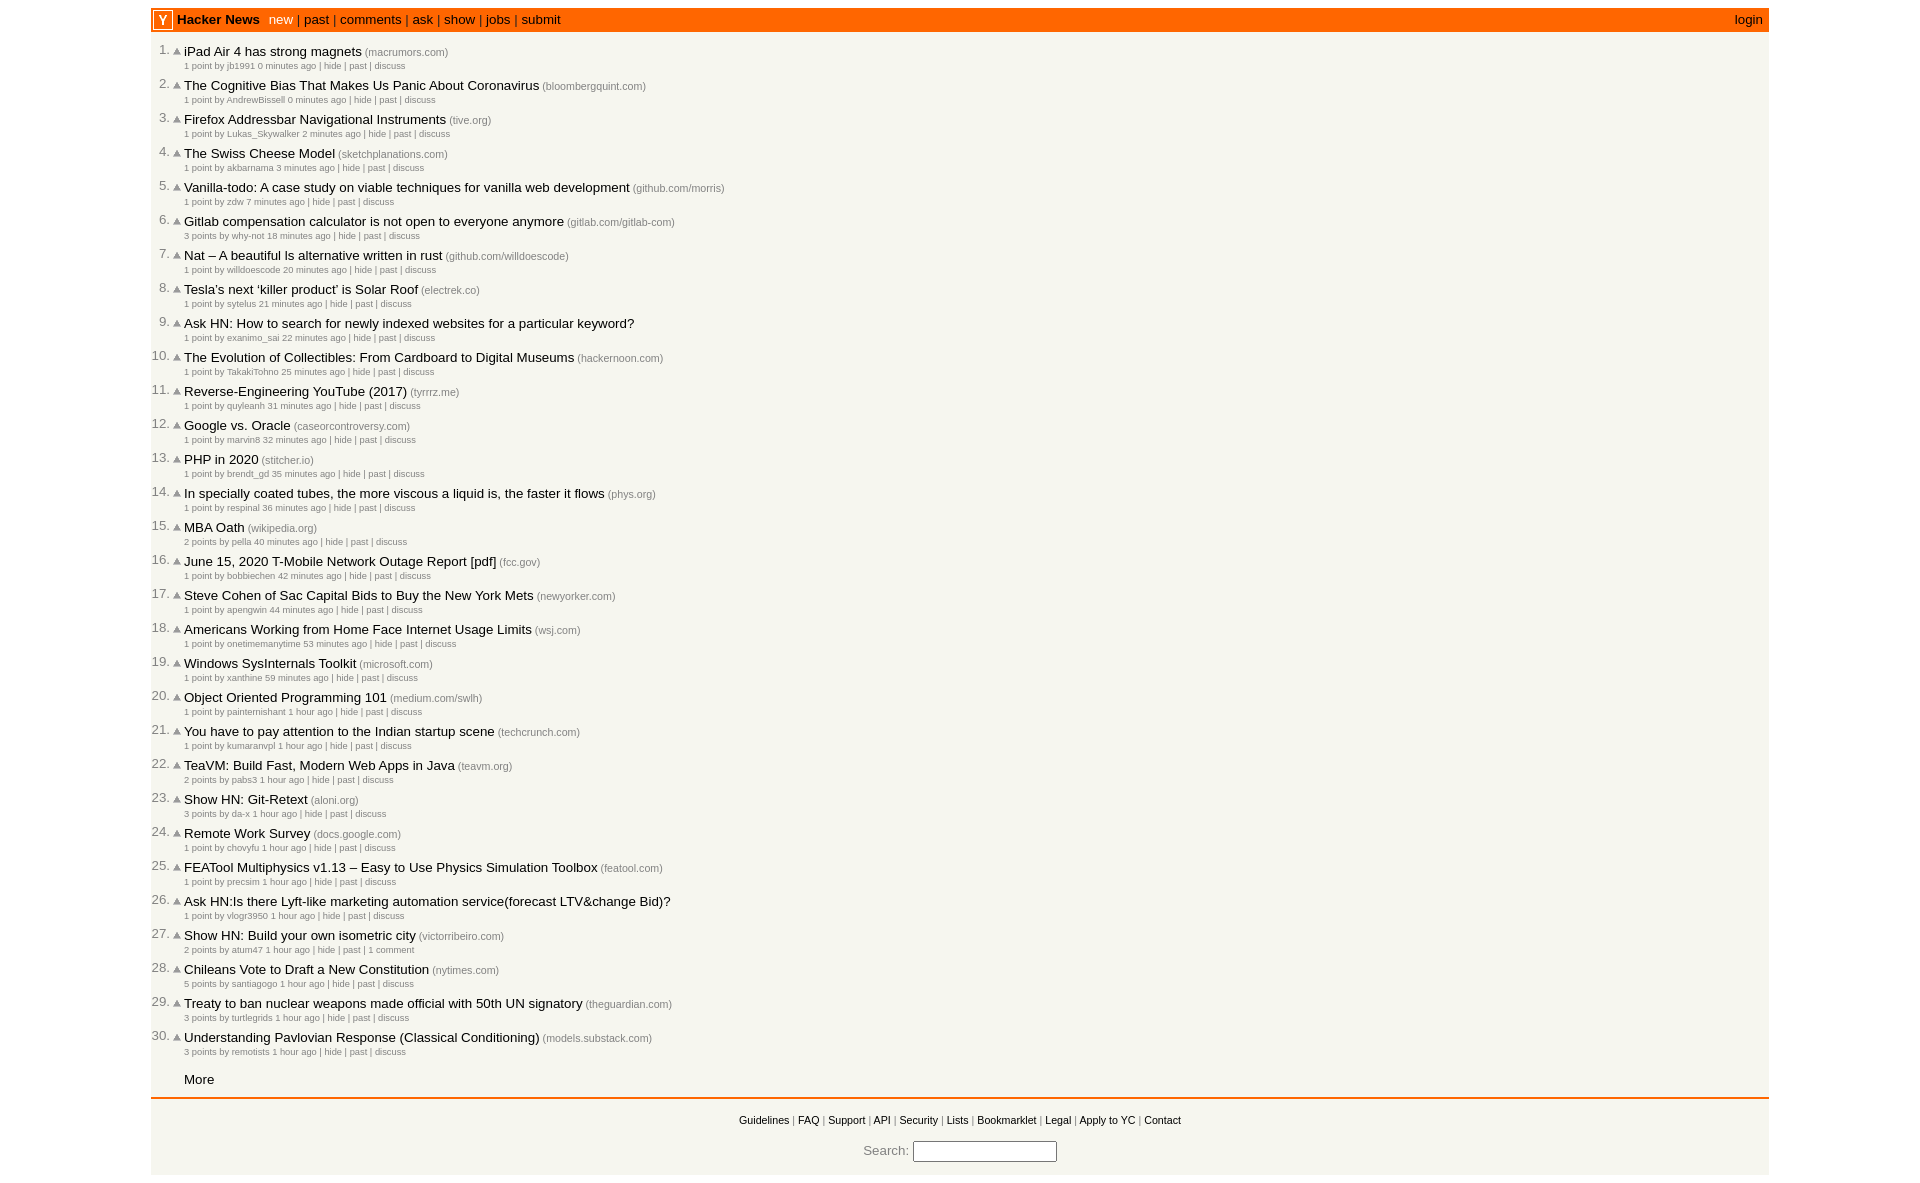 Y Hacker News new | past | comments | ask | show | jobs | submit login
1. iPad Air 4 has strong magnets (macrumors.com)
1 point by jb1991 0 minutes ago | hide | past | discuss
2. The Cognitive Bias That Makes Us Panic About Coronavirus (bloombergquint.com)
1 point by AndrewBissell 0 minutes ago | hide | past | discuss
3. Firefox Addressbar Navigational Instruments (tive.org)
1 point by Lukas_Skywalker 2 minutes ago | hide | past | discuss
4. The Swiss Cheese Model (sketchplanations.com)
1 point by akbarnama 3 minutes ago | hide | past | discuss
5. Vanilla-todo: A case study on viable techniques for vanilla web development (github.com/morris)
1 point by zdw 7 minutes ago | hide | past | discuss
6. Gitlab compensation calculator is not open to everyone anymore (gitlab.com/gitlab-com)
3 points by why-not 18 minutes ago | hide | past | discuss
7. Nat – A beautiful ls alternative written in rust (github.com/willdoescode)
1 point by willdoescode 20 minutes ago | hide | past | discuss
8. Tesla’s next ‘killer product’ is Solar Roof (electrek.co)
1 point by sytelus 21 minutes ago | hide | past | discuss
9. Ask HN: How to search for newly indexed websites for a particular keyword?
1 point by exanimo_sai 22 minutes ago | hide | past | discuss
10. The Evolution of Collectibles: From Cardboard to Digital Museums (hackernoon.com)
1 point by TakakiTohno 25 minutes ago | hide | past | discuss
11. Reverse-Engineering YouTube (2017) (tyrrrz.me)
1 point by quyleanh 31 minutes ago | hide | past | discuss
12. Google vs. Oracle (caseorcontroversy.com)
1 point by marvin8 32 minutes ago | hide | past | discuss
13. PHP in 2020 (stitcher.io)
1 point by brendt_gd 35 minutes ago | hide | past | discuss
14. In specially coated tubes, the more viscous a liquid is, the faster it flows (phys.org)
1 point by respinal 36 minutes ago | hide | past | discuss
15. MBA Oath (wikipedia.org)
2 points by pella 40 minutes ago | hide | past | discuss
16. June 15, 2020 T-Mobile Network Outage Report [pdf] (fcc.gov)
1 point by bobbiechen 42 minutes ago | hide | past | discuss
17. Steve Cohen of Sac Capital Bids to Buy the New York Mets (newyorker.com)
1 point by apengwin 44 minutes ago | hide | past | discuss
18. Americans Working from Home Face Internet Usage Limits (wsj.com)
1 point by onetimemanytime 53 minutes ago | hide | past | discuss
19. Windows SysInternals Toolkit (microsoft.com)
1 point by xanthine 59 minutes ago | hide | past | discuss
20. Object Oriented Programming 101 (medium.com/swlh)
1 point by painternishant 1 hour ago | hide | past | discuss
21. You have to pay attention to the Indian startup scene (techcrunch.com)
1 point by kumaranvpl 1 hour ago | hide | past | discuss
22. TeaVM: Build Fast, Modern Web Apps in Java (teavm.org)
2 points by pabs3 1 hour ago | hide | past | discuss
23. Show HN: Git-Retext (aloni.org)
3 points by da-x 1 hour ago | hide | past | discuss
24. Remote Work Survey (docs.google.com)
1 point by chovyfu 1 hour ago | hide | past | discuss
25. FEATool Multiphysics v1.13 – Easy to Use Physics Simulation Toolbox (featool.com)
1 point by precsim 1 hour ago | hide | past | discuss
26. Ask HN:Is there Lyft-like marketing automation service(forecast LTV&change Bid)?
1 point by vlogr3950 1 hour ago | hide | past | discuss
27. Show HN: Build your own isometric city (victorribeiro.com)
2 points by atum47 1 hour ago | hide | past | 1 comment
28. Chileans Vote to Draft a New Constitution (nytimes.com)
5 points by santiagogo 1 hour ago | hide | past | discuss
29. Treaty to ban nuclear weapons made official with 50th UN signatory (theguardian.com)
3 points by turtlegrids 1 hour ago | hide | past | discuss
30. Understanding Pavlovian Response (Classical Conditioning) (models.substack.com)
3 points by remotists 1 hour ago | hide | past | discuss
More
Guidelines | FAQ | Support | API | Security | Lists | Bookmarklet | Legal | Apply to YC | Contact
Search: